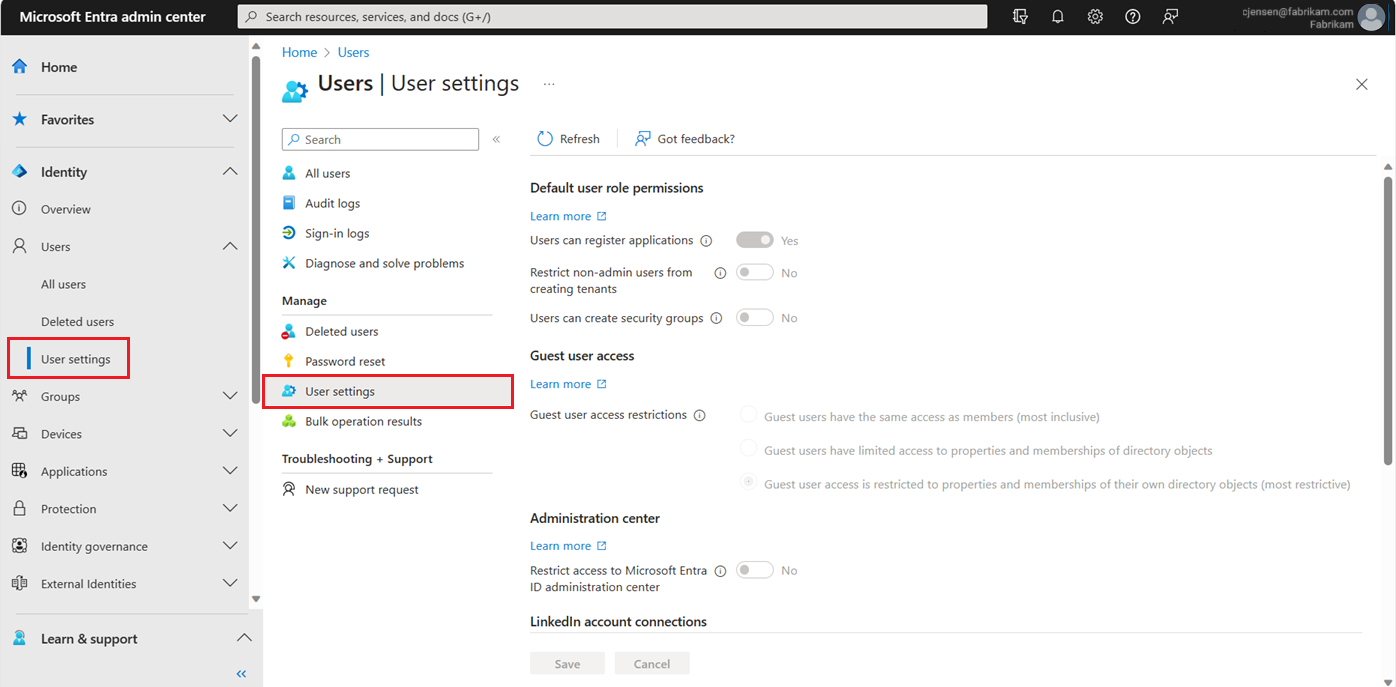 Microsoft Entra admin center
Search resources, services, and docs (G+/)
cjensen@fabrikam.com
Fabrikam
Home
Favorites
Identity
Overview
Users
All users
Deleted users
User settings
Groups
Devices
Applications
Protection
Identity governance
External Identities
Learn & support
«
Home > Users
Users | User settings ...
Search «
All users
Audit logs
Sign-in logs
Diagnose and solve problems
Manage
Deleted users
Password reset
User settings
Bulk operation results
Troubleshooting + Support
New support request
Refresh Got feedback?
Default user role permissions
Learn more
Users can register applications Yes
Restrict non-admin users from No
creating tenants
Users can create security groups No
Guest user access
Learn more
Guest user access restrictions
Guest users have the same access as members (most inclusive)
Guest users have limited access to properties and memberships of directory objects
Guest user access is restricted to properties and memberships of their own directory objects (most restrictive)
Administration center
Learn more
Restrict access to Microsoft Entra No
ID administration center
LinkedIn account connections
Save Cancel